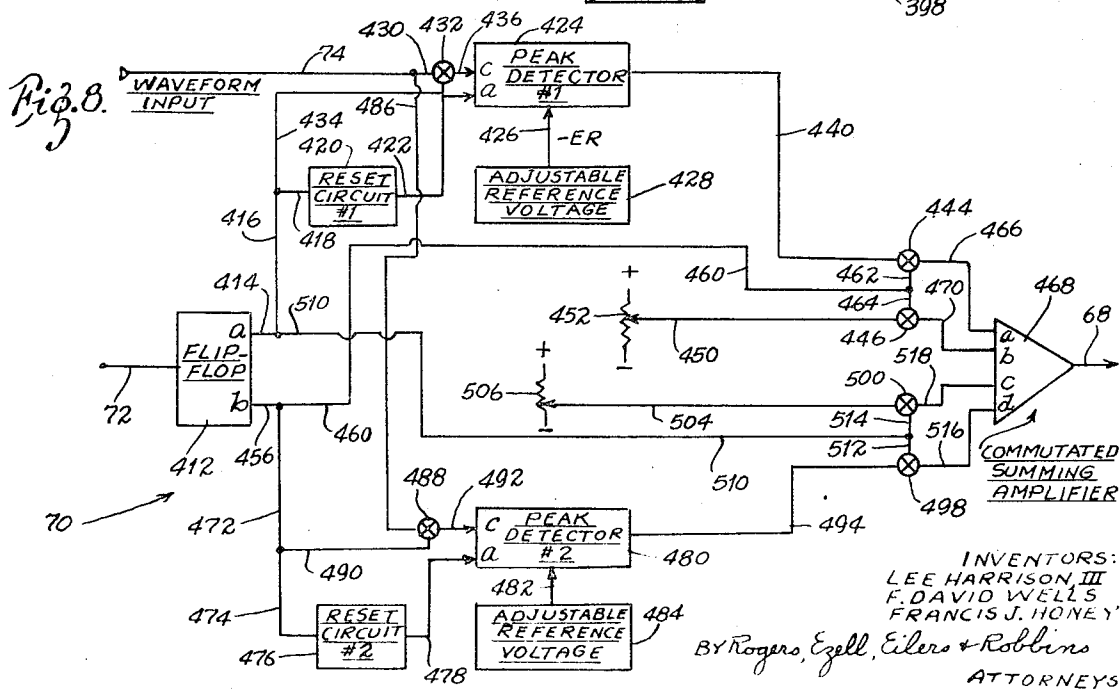 398
Fig. 8.
74
WAVEFORM
INPUT
430
432
436
424
c
a
PEAK
DETECTOR
#1
486
434
420
422
RESET
CIRCUIT
#1
416
418
426
-ER
ADJUSTABLE
REFERENCE
VOLTAGE
428
440
444
466
460
462
464
470
468
68
446
+
452
-
450
414
510
a
FLIP-
FLOP
b
72
412
456
460
+
506
-
504
500
518
514
512
516
498
a
b
c
d
COMMUTATED
SUMMING
AMPLIFIER
510
70
472
488
492
490
c
a
PEAK
DETECTOR
#2
480
494
474
482
476
RESET
CIRCUIT
#2
478
ADJUSTABLE
REFERENCE
VOLTAGE
484
INVENTORS:
LEE HARRISON, III
F. DAVID WELLS
FRANCIS J. HONEY
BY Rogers, Ezell, Eilers & Robbins
ATTORNEYS